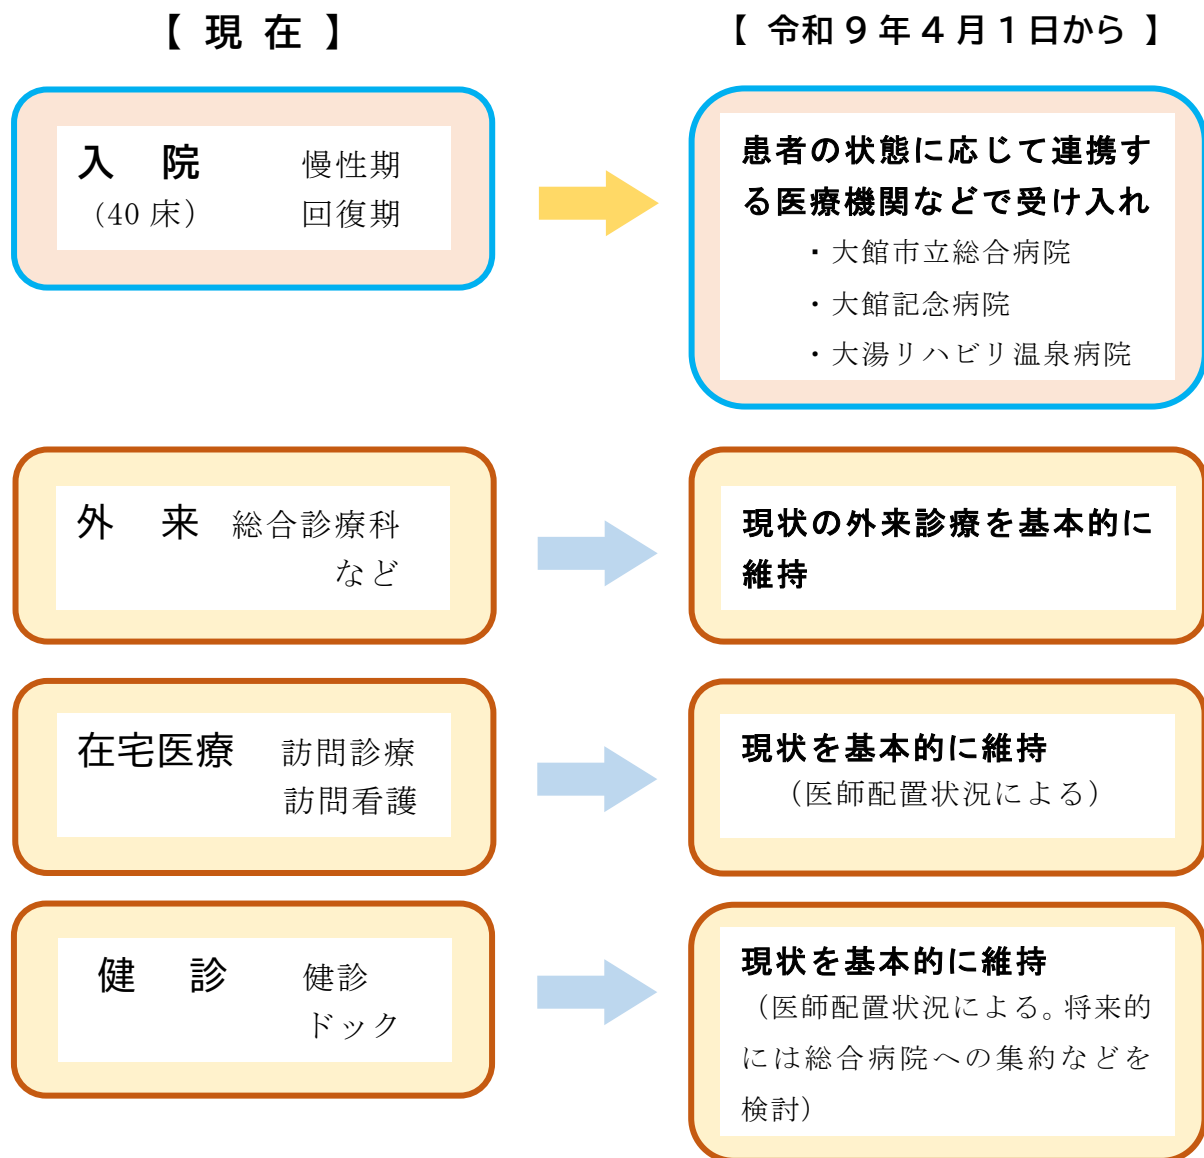 【 現 在 】
【 令和 9 年 4 月 1 日から 】
入　院　慢性期
（40 床）　回復期
患者の状態に応じて連携す
る医療機関などで受け入れ
・大館市立総合病院
・大館記念病院
・大湯リハビリ温泉病院
外　来　総合診療科
など
現状の外来診療を基本的に
維持
在宅医療　訪問診療
訪問看護
現状を基本的に維持
（医師配置状況による）
健　診　健診
ドック
現状を基本的に維持
（医師配置状況による。将来的
には総合病院への集約などを
検討）